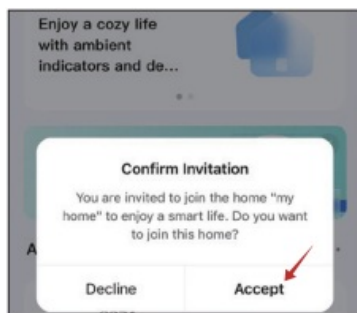 Enjoy a cozy life
with ambient
indicators and de...
Confirm Invitation
You are invited to join the home "my
home" to enjoy a smart life. Do you want
to join this home?
A
Decline
Accept